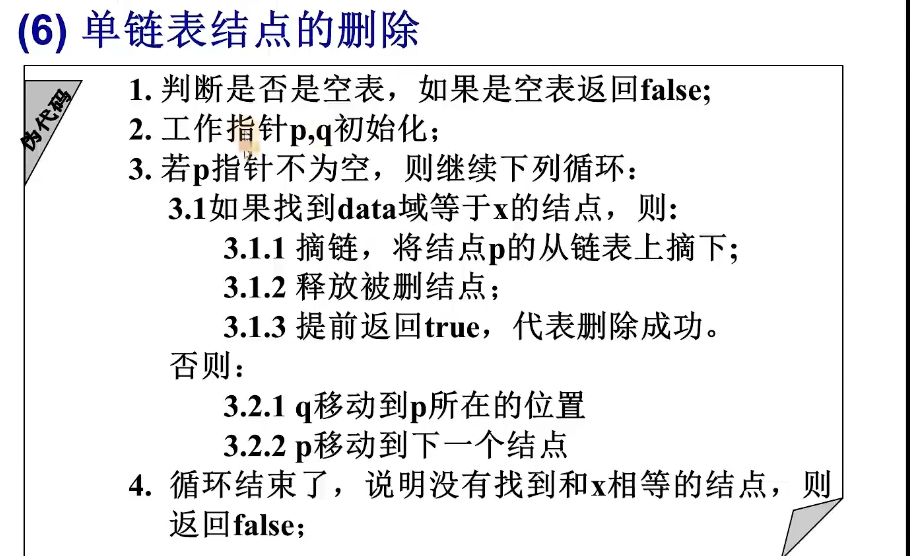 (6) 单链表结点的删除
伪代码
1. 判断是否是空表，如果是空表返回false;
2. 工作指针p,q初始化；
3. 若p指针不为空，则继续下列循环：
3.1如果找到data域等于x的结点，则:
3.1.1 摘链，将结点p的从链表上摘下;
3.1.2 释放被删结点；
3.1.3 提前返回true，代表删除成功。
否则：
3.2.1 q移动到p所在的位置
3.2.2 p移动到下一个结点
4. 循环结束了，说明没有找到和x相等的结点，则
返回false；